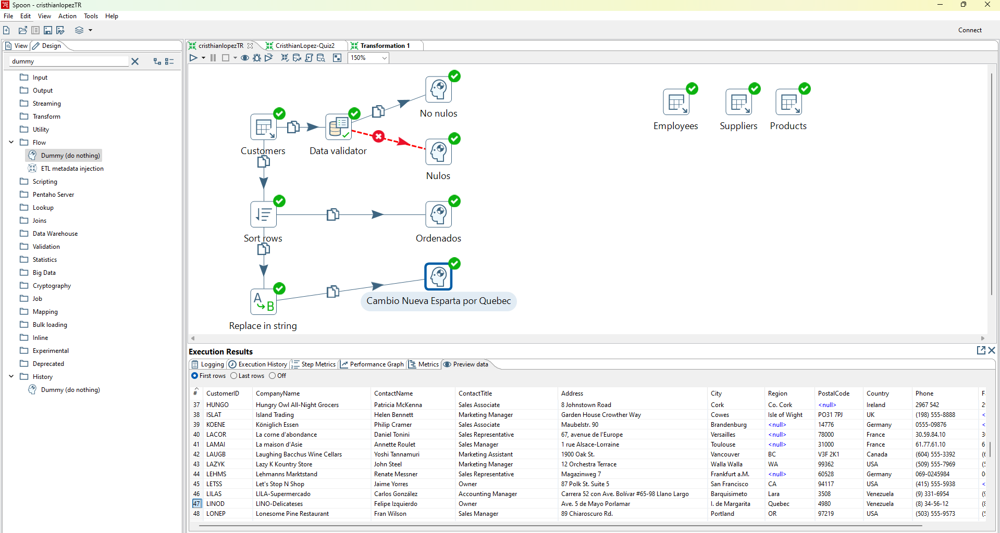 Spoon - cristhianlopezTR
File Edit View Action Tools Help
Connect
View Design
dummy
Input
Output
Streaming
Transform
Utility
Flow
Dummy (do nothing)
ETL metadata injection
Scripting
Pentaho Server
Lookup
Joins
Data Warehouse
Validation
Statistics
Big Data
Cryptography
Job
Mapping
Bulk loading
Inline
Experimental
Deprecated
History
Dummy (do nothing)
cristhianlopezTR CristhianLopez-Quiz2 Transformation 1
150%
No nulos
Customers
Data validator
Nulos
Employees
Suppliers
Products
Sort rows
Ordenados
A B
Cambio Nueva Esparta por Quebec
Replace in string
Execution Results
Logging Execution History Step Metrics Performance Graph Metrics Preview data
First rows Last rows Off
# CustomerID CompanyName ContactName ContactTitle Address City Region PostalCode Country Phone F
37 HUNGO Hungry Owl All-Night Grocers Patricia McKenna Sales Associate 8 Johnstown Road Cork Co. Cork <null> Ireland 2967 542 2
38 ISLAT Island Trading Helen Bennett Marketing Manager Garden House Crowther Way Cowes Isle of Wight PO31 7PJ UK (198) 555-8888 <
39 KOENE Königlich Essen Philip Cramer Sales Associate Maubelstr. 90 Brandenburg <null> 14776 Germany 0555-09876 <
40 LACOR La corne d'abondance Daniel Tonini Sales Representative 67, avenue de l'Europe Versailles <null> 78000 France 30.59.84.10 3
41 LAMAI La maison d'Asie Annette Roulet Sales Manager 1 rue Alsace-Lorraine Toulouse <null> 31000 France 61.77.61.10 6
42 LAUGB Laughing Bacchus Wine Cellars Yoshi Tannamuri Marketing Assistant 1900 Oak St. Vancouver BC V3F 2K1 Canada (604) 555-3392 (
43 LAZYK Lazy K Kountry Store John Steel Marketing Manager 12 Orchestra Terrace Walla Walla WA 99362 USA (509) 555-7969 (
44 LEHMS Lehmanns Marktstand Renate Messner Sales Representative Magazinweg 7 Frankfurt a.M. <null> 60528 Germany 069-0245984 0
45 LETSS Let's Stop N Shop Jaime Yorres Owner 87 Polk St. Suite 5 San Francisco CA 94117 USA (415) 555-5938 <
46 LILAS LILA-Supermercado Carlos González Accounting Manager Carrera 52 con Ave. Bolívar #65-98 Llano Largo Barquisimeto Lara 3508 Venezuela (9) 331-6954 (
47 LINOD LINO-Delicateses Felipe Izquierdo Owner Ave. 5 de Mayo Porlamar I. de Margarita Quebec 4980 Venezuela (8) 34-56-12 (
48 LONEP Lonesome Pine Restaurant Fran Wilson Sales Manager 89 Chiaroscuro Rd. Portland OR 97219 USA (503) 555-9573 (